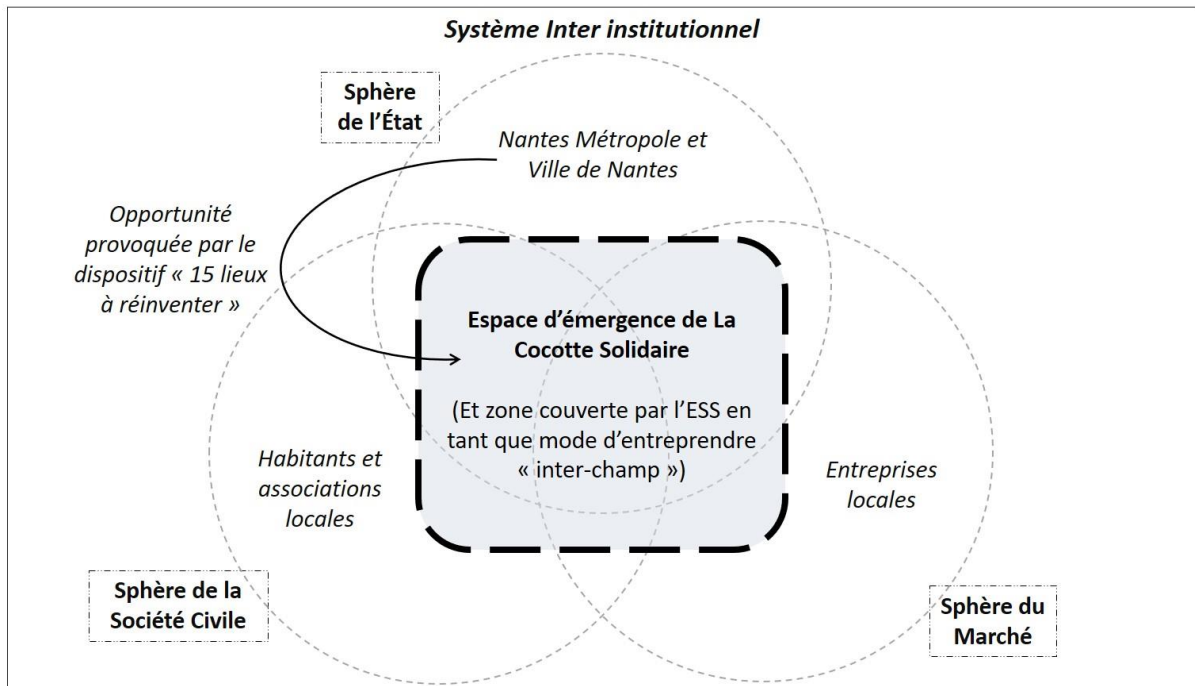 Système Inter institutionnel
Sphère
de l’État
Nantes Métropole et
Ville de Nantes
Opportunité
provoquée par le
dispositif « 15 lieux
à réinventer »
Espace d’émergence de La
Cocotte Solidaire
(Et zone couverte par l’ESS en
tant que mode d’entreprendre
« inter-champ »)
Habitants et
associations
locales
Entreprises
locales
Sphère de la
Société Civile
Sphère du
Marché